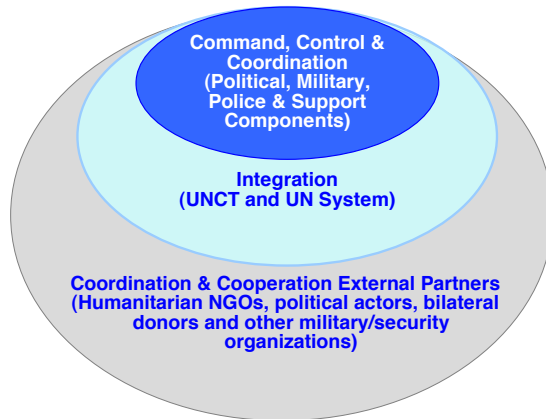 Command, Control &
Coordination
(Political, Military,
Police & Support
Components)
Integration
(UNCT and UN System)
Coordination & Cooperation External Partners
(Humanitarian NGOs, political actors, bilateral
donors and other military/security
organizations)